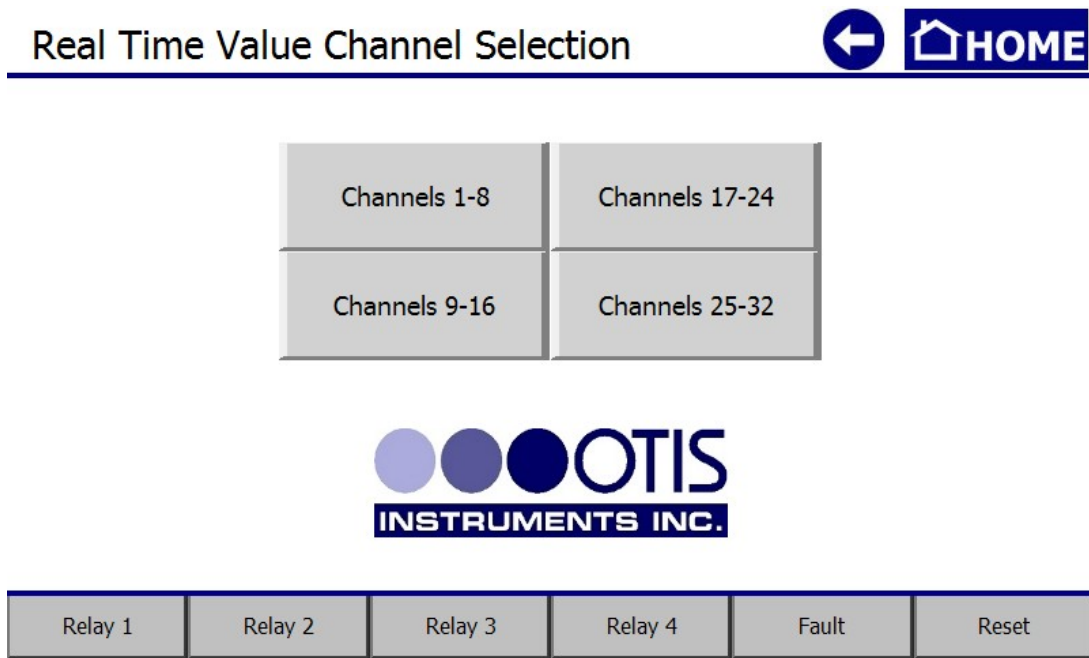 Real Time Value Channel Selection
HOME
Channels 1-8
Channels 17-24
Channels 9-16
Channels 25-32
OTIS
INSTRUMENTS INC.
Relay 1
Relay 2
Relay 3
Relay 4
Fault
Reset